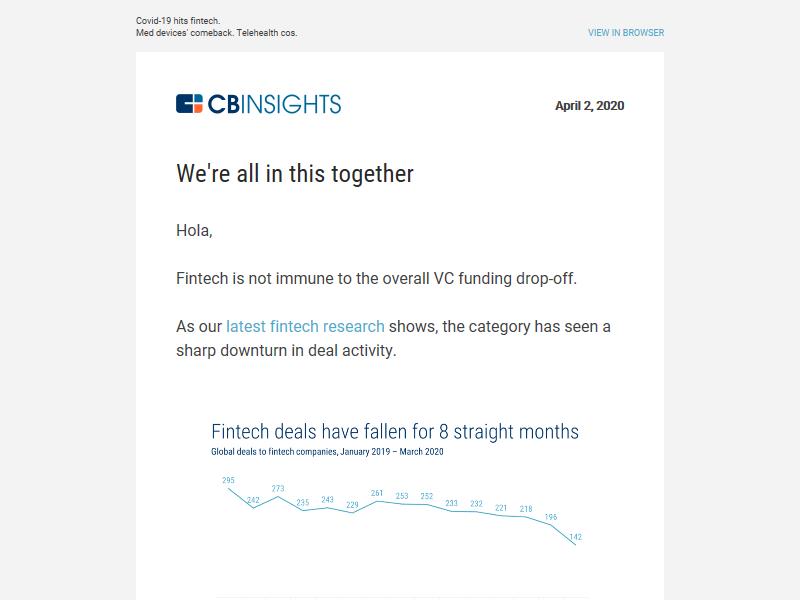 Covid-19 hits fintech.
Med devices' comeback. Telehealth cos.
VIEW IN BROWSER
CBINSIGHTS
April 2, 2020
We're all in this together
Hola,
Fintech is not immune to the overall VC funding drop-off.
As our latest fintech research shows, the category has seen a
sharp downturn in deal activity.
Fintech deals have fallen for 8 straight months
Global deals to fintech companies, January 2019 – March 2020
295 242 273 235 243 229 261 253 252 233 232 221 218 196 142